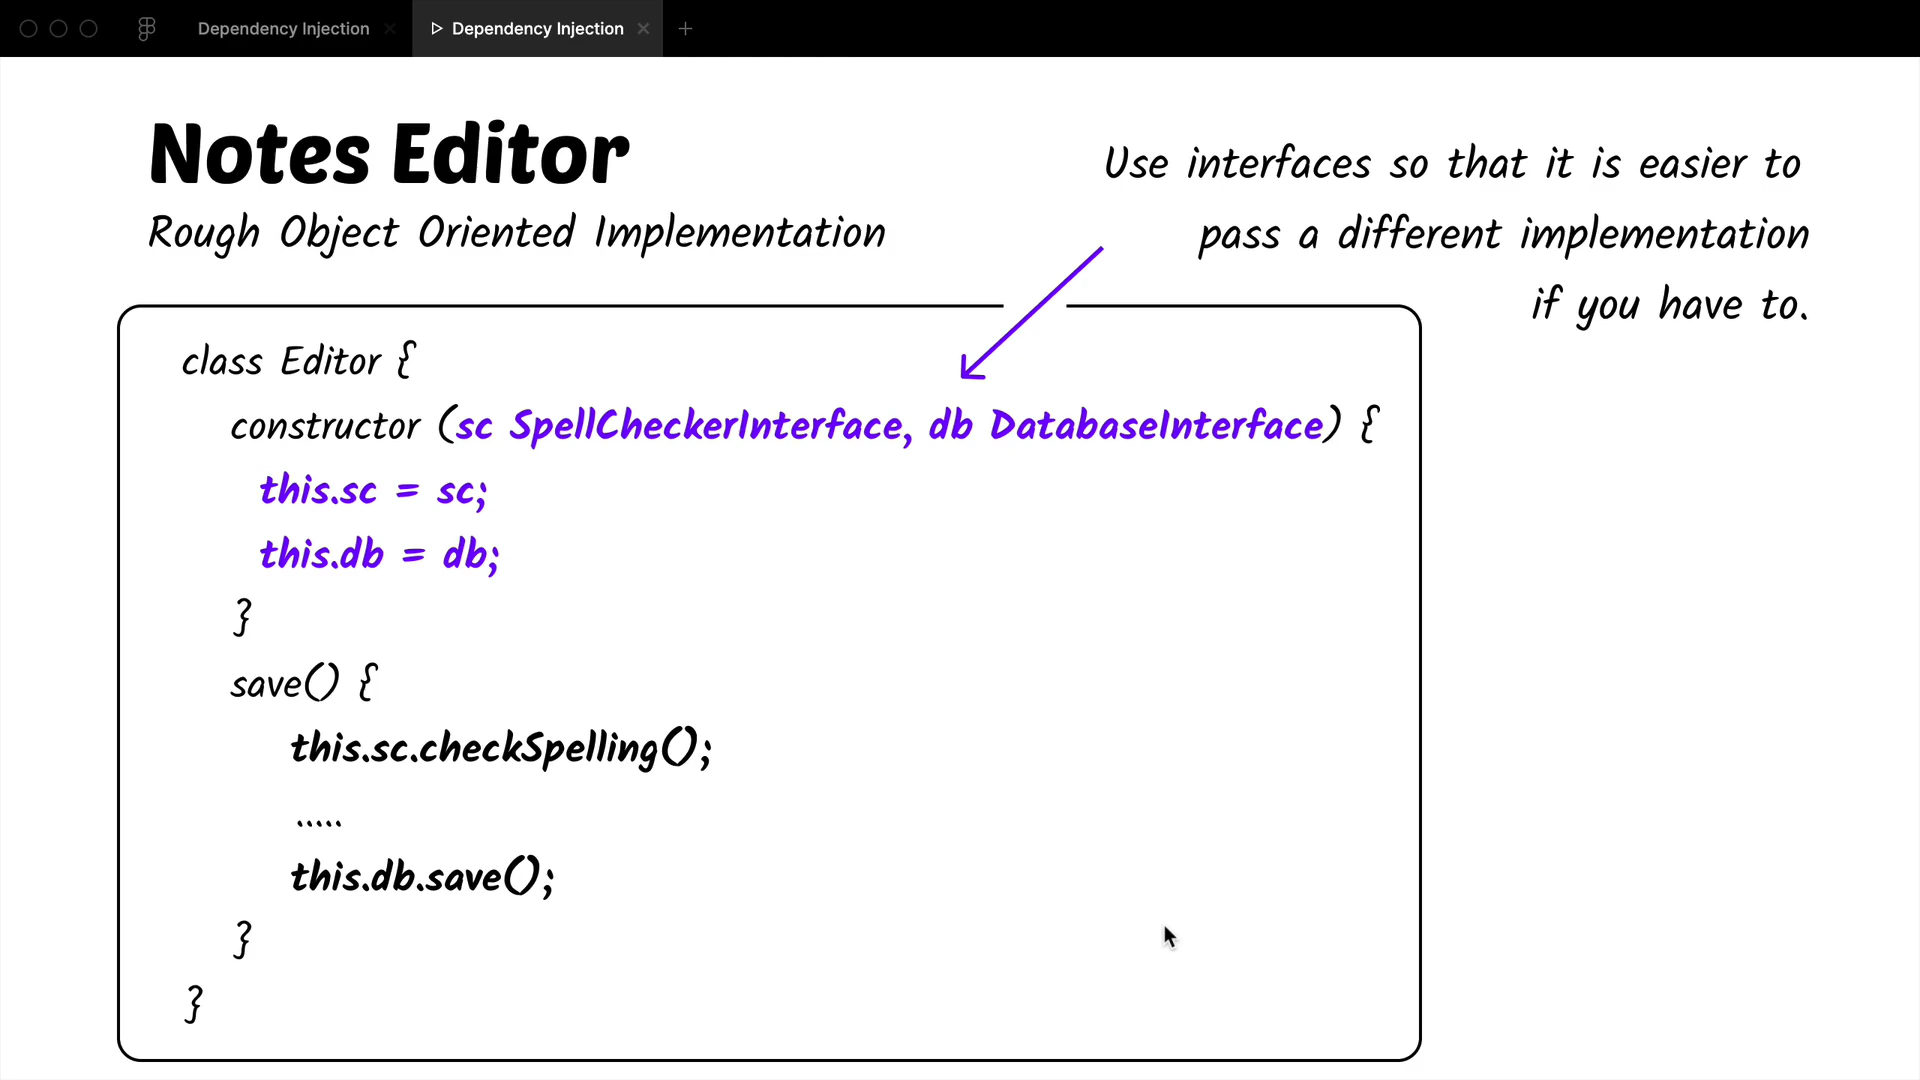 Dependency Injection
Dependency Injection
Notes Editor
Rough Object Oriented Implementation
Use interfaces so that it is easier to
pass a different implementation
if you have to.
class Editor {
constructor (sc SpellCheckerInterface, db DatabaseInterface) {
this.sc = sc;
this.db = db;
}
save() {
this.sc.checkSpelling();
.....
this.db.save();
}
}